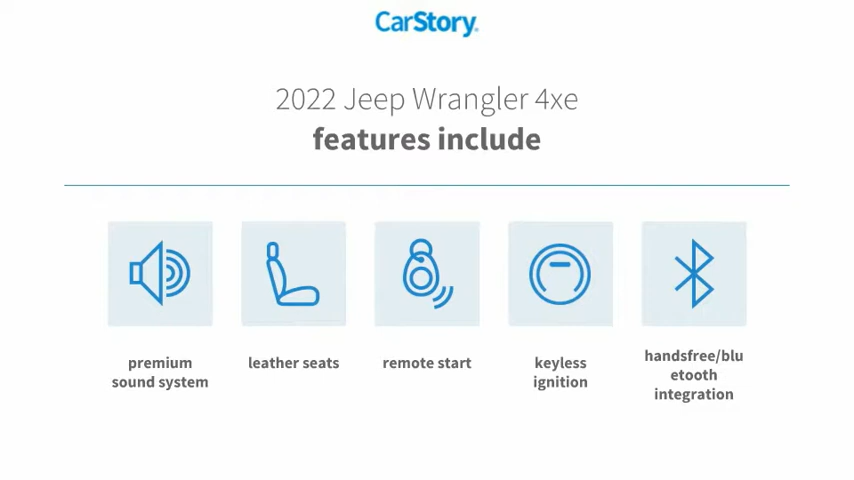 CarStory
2022 Jeep Wrangler 4xe
features include
premium
sound system
leather seats
remote start
keyless
ignition
handsfree/blu
etooth
integration